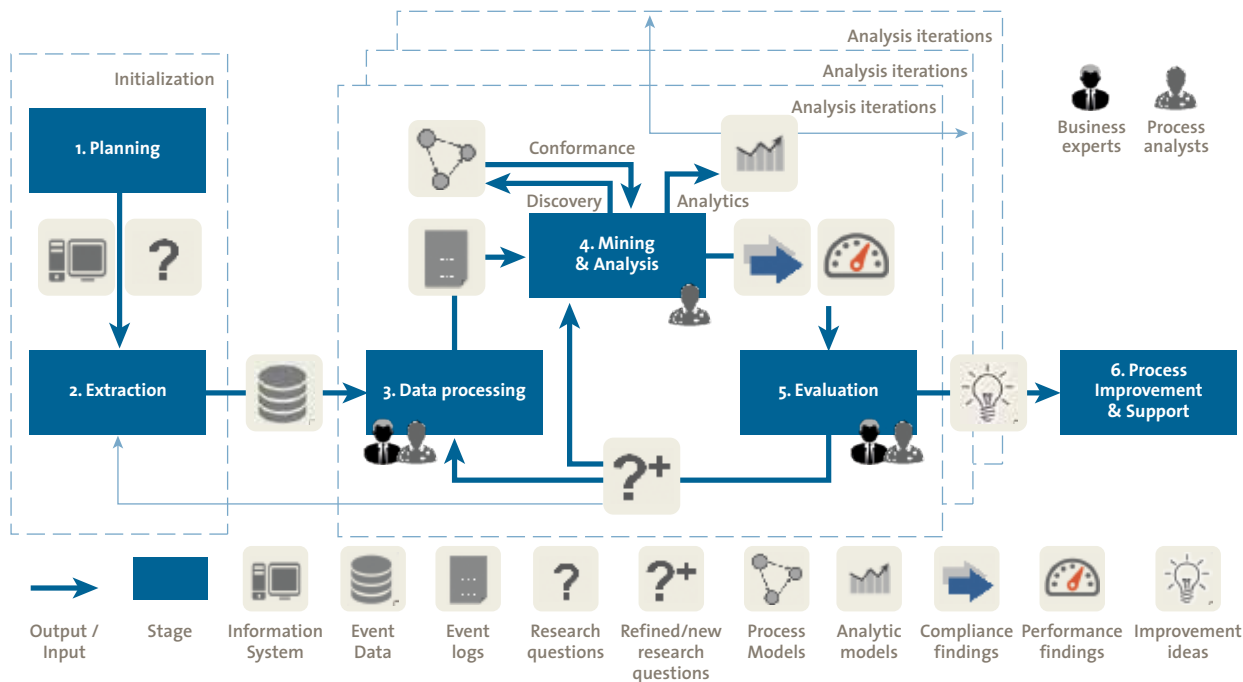 Analysis iterations
Analysis iterations
Analysis iterations
Initialization
Business
experts
Process
analysts
1. Planning
?
Conformance
Discovery
Analytics
4. Mining
& Analysis
2. Extraction
3. Data processing
5. Evaluation
6. Process
Improvement
& Support
?+
?
?+
Output /
Input
Stage
Information
System
Event
Data
Event
logs
Research
questions
Refined/new
research
questions
Process
Models
Analytic
models
Compliance
findings
Performance
findings
Improvement
ideas